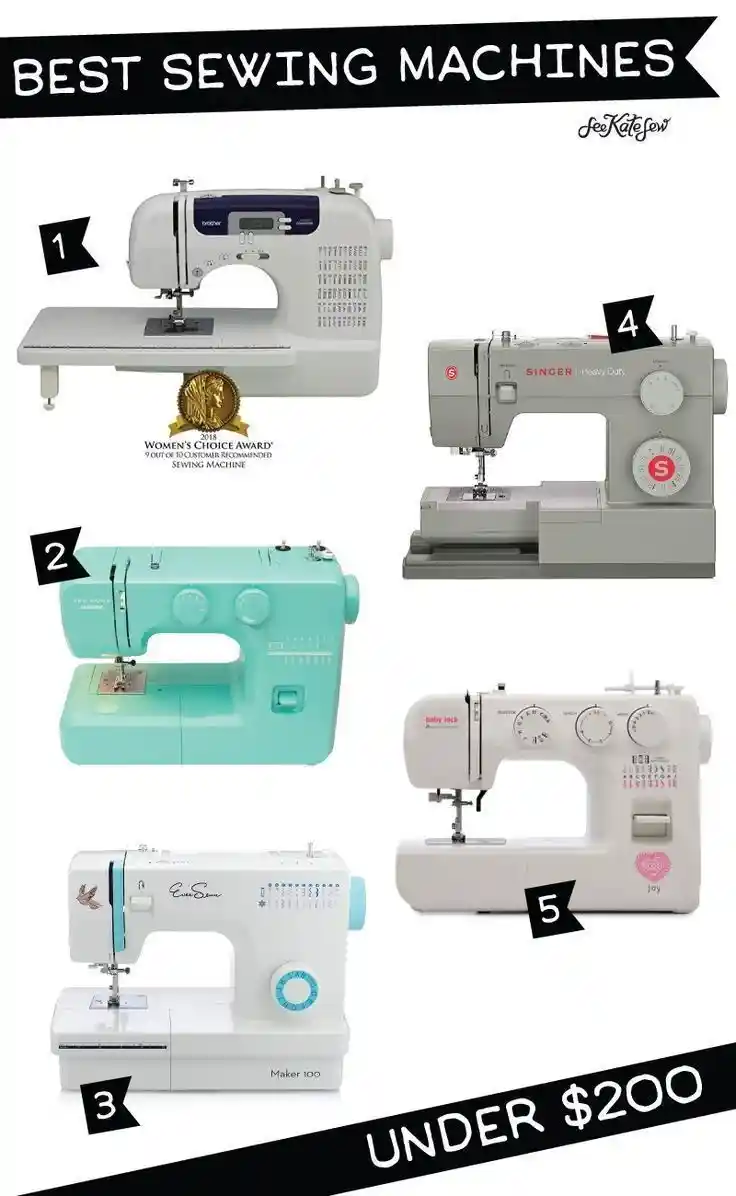 BEST SEWING MACHINES
SeeKateSew
1
brother
2018
WOMEN'S CHOICE AWARD®
9 OUT OF 10 CUSTOMER RECOMMENDED
SEWING MACHINE
4
SINGER | Heavy Duty
S
S
2
baby lock
EverSewn
joy
5
Maker 100
3
UNDER $200